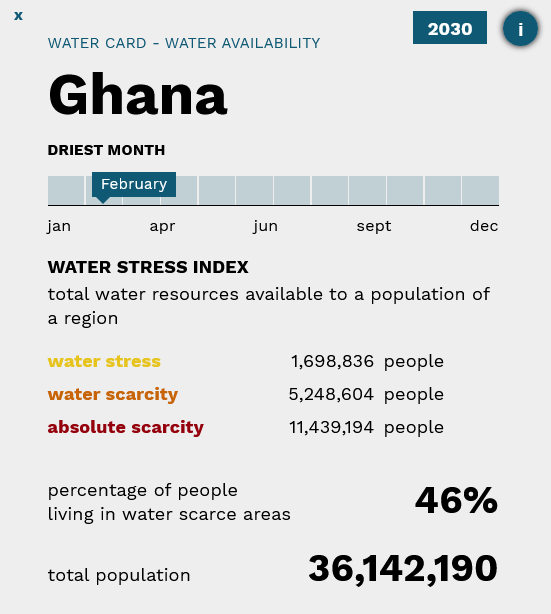 x
2030
i
WATER CARD - WATER AVAILABILITY
Ghana
DRIEST MONTH
February
jan apr jun sept dec
WATER STRESS INDEX
total water resources available to a population of
a region
water stress 1,698,836 people
water scarcity 5,248,604 people
absolute scarcity 11,439,194 people
percentage of people
living in water scarce areas
46%
total population 36,142,190